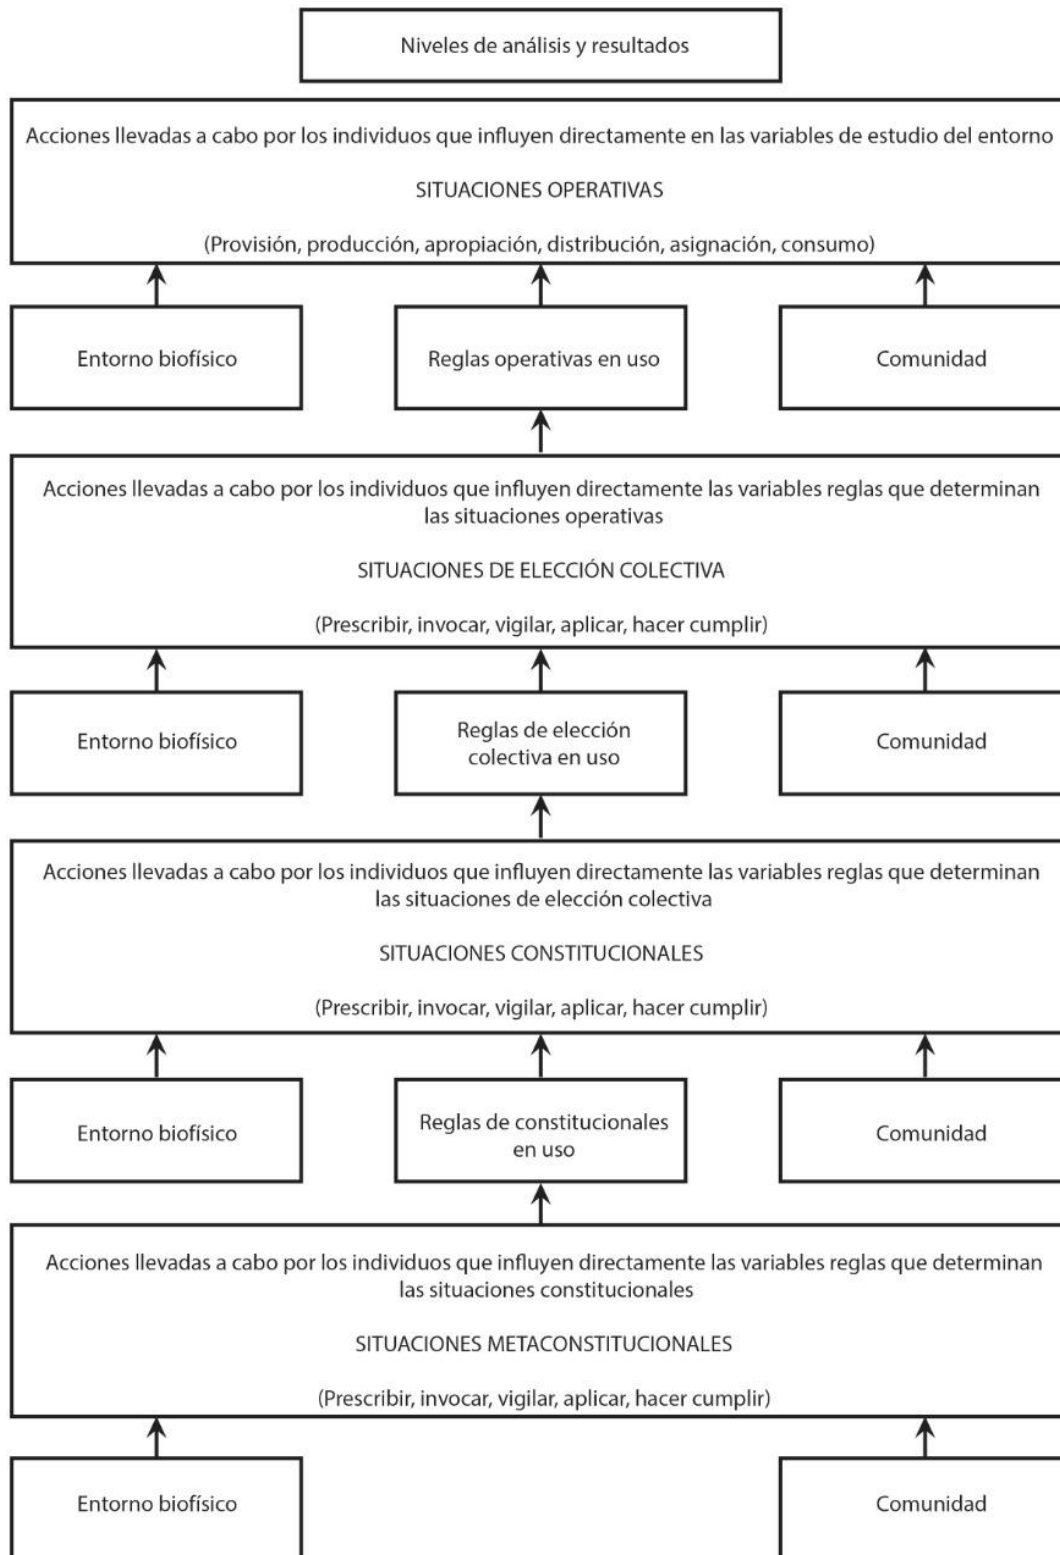 Niveles de análisis y resultados
Acciones llevadas a cabo por los individuos que influyen directamente en las variables de estudio del entorno
SITUACIONES OPERATIVAS
(Provisión, producción, apropiación, distribución, asignación, consumo)
Entorno biofísico
Reglas operativas en uso
Comunidad
Acciones llevadas a cabo por los individuos que influyen directamente las variables reglas que determinan
las situaciones operativas
SITUACIONES DE ELECCIÓN COLECTIVA
(Prescribir, invocar, vigilar, aplicar, hacer cumplir)
Entorno biofísico
Reglas de elección
colectiva en uso
Comunidad
Acciones llevadas a cabo por los individuos que influyen directamente las variables reglas que determinan
las situaciones de elección colectiva
SITUACIONES CONSTITUCIONALES
(Prescribir, invocar, vigilar, aplicar, hacer cumplir)
Entorno biofísico
Reglas de constitucionales
en uso
Comunidad
Acciones llevadas a cabo por los individuos que influyen directamente las variables reglas que determinan
las situaciones constitucionales
SITUACIONES METACONSTITUCIONALES
(Prescribir, invocar, vigilar, aplicar, hacer cumplir)
Entorno biofísico
Comunidad